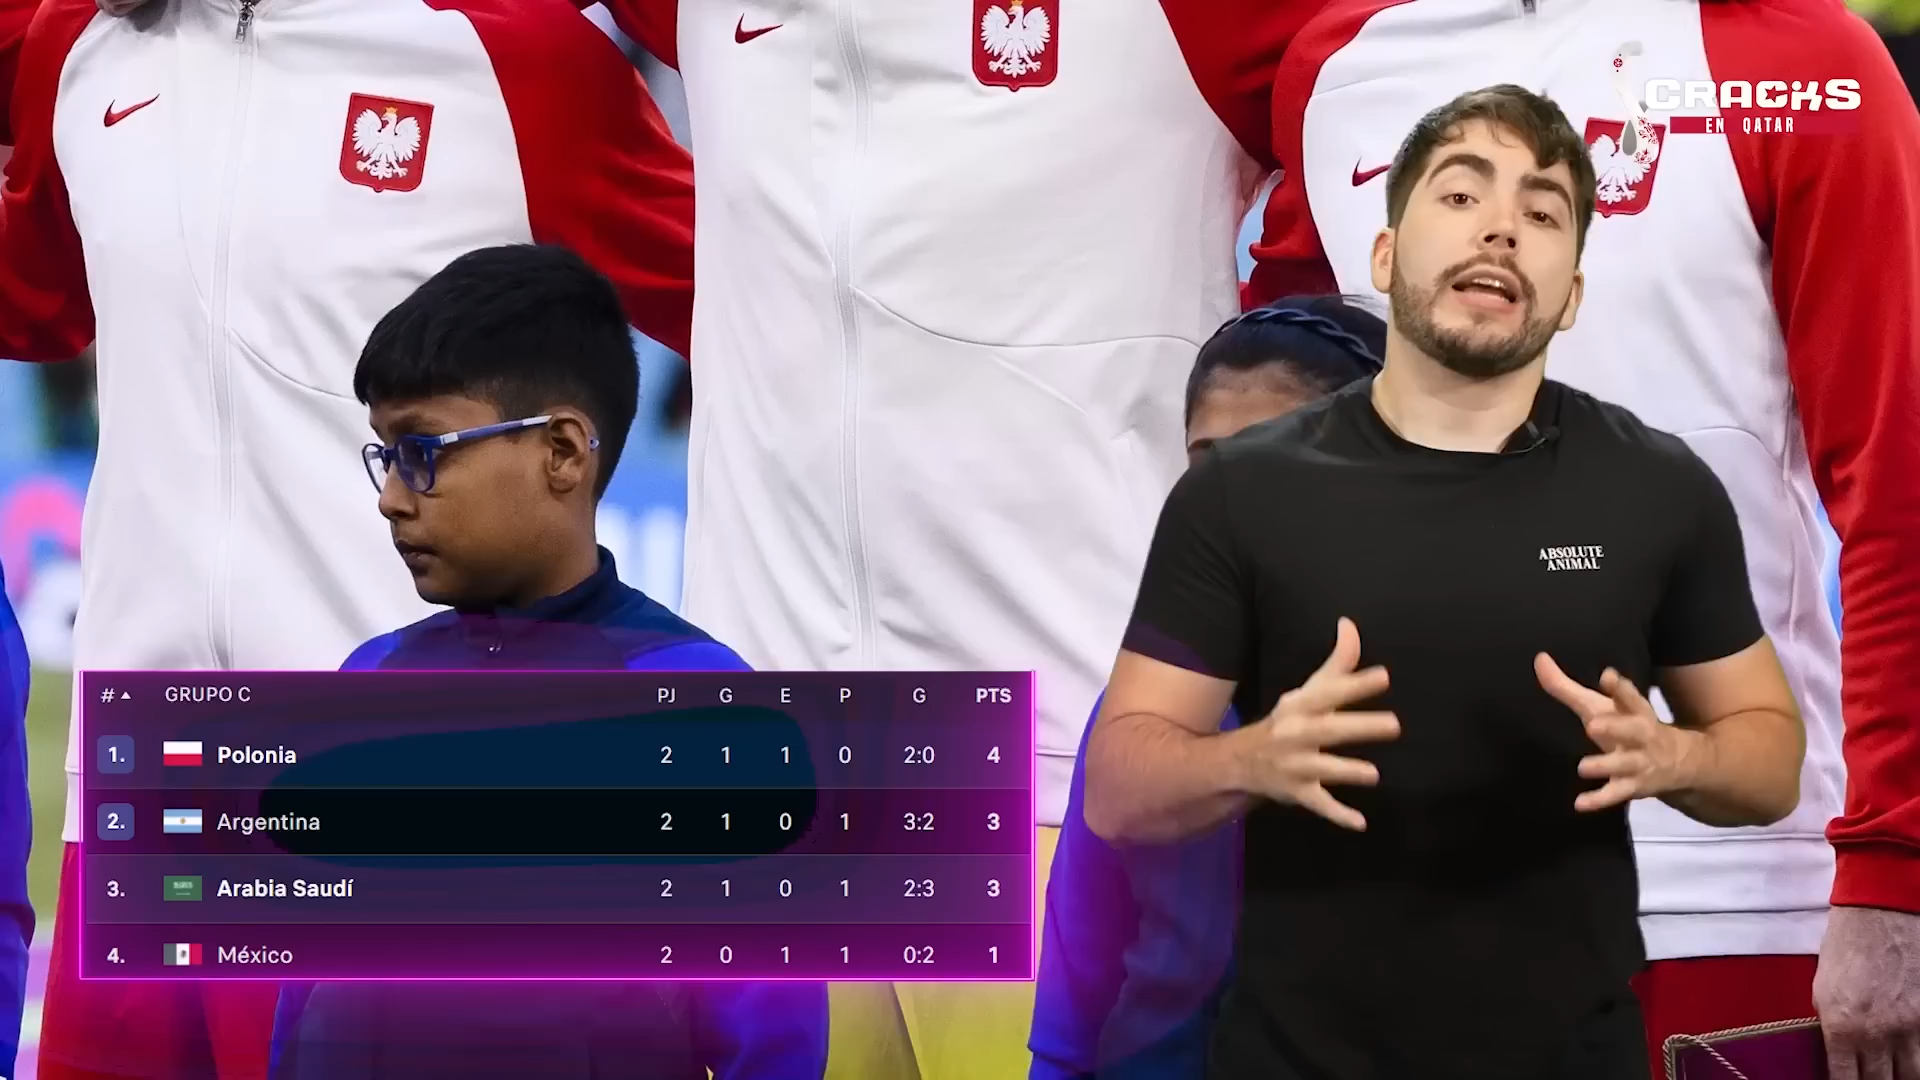 CRACKS
EN QATAR
ABSOLUTE
ANIMAL
# GRUPO C PJ G E P G PTS
1. Polonia 2 1 1 0 2:0 4
2. Argentina 2 1 0 1 3:2 3
3. Arabia Saudí 2 1 0 1 2:3 3
4. México 2 0 1 1 0:2 1